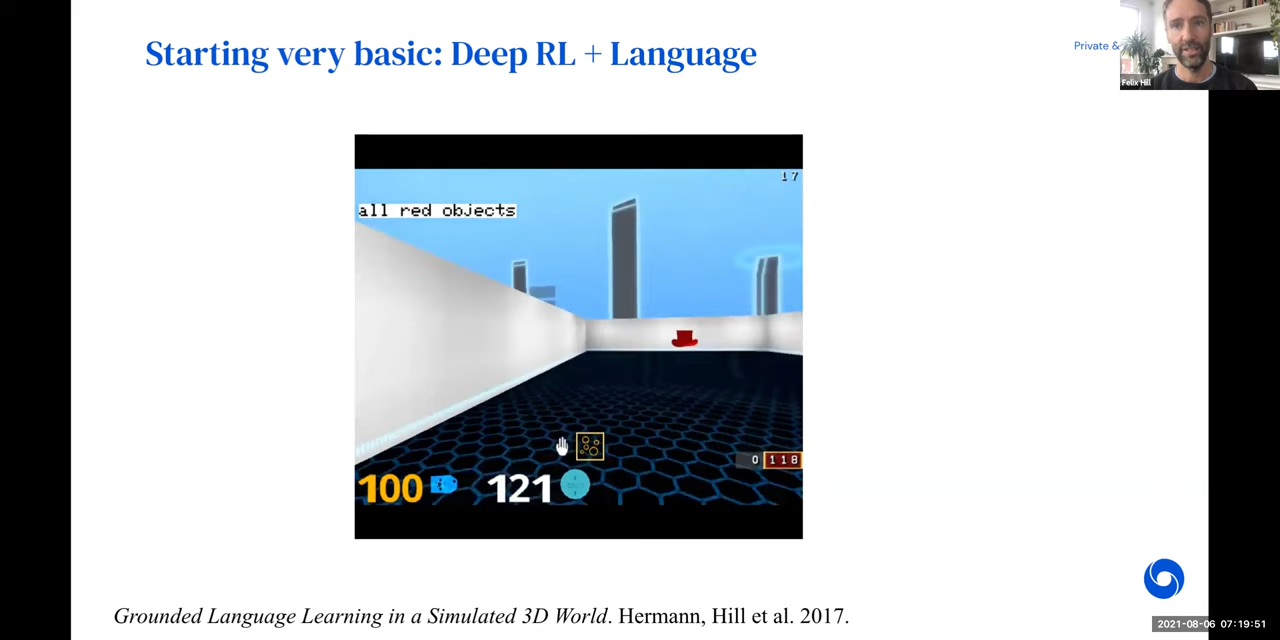 Starting very basic: Deep RL + Language
Private &
Felix Hill
17
all red objects
0 118
100 121
Grounded Language Learning in a Simulated 3D World. Hermann, Hill et al. 2017.
2021-08-06 07:19:51